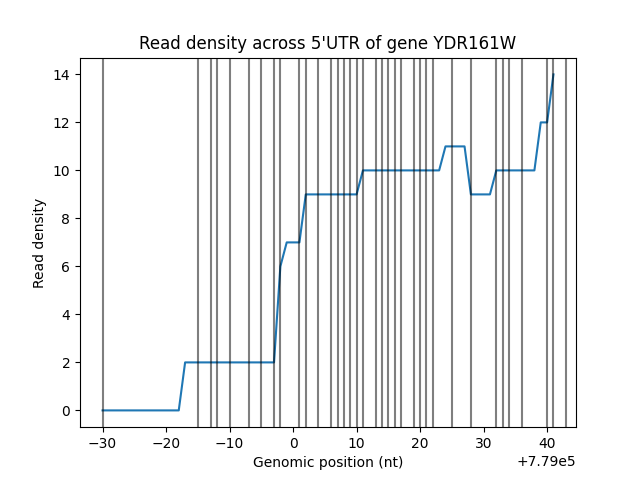 Read density across 5'UTR of gene YDR161W
14
12
10
8
6
4
2
0
Read density
−30 −20 −10 0 10 20 30 40
Genomic position (nt)
+7.79e5